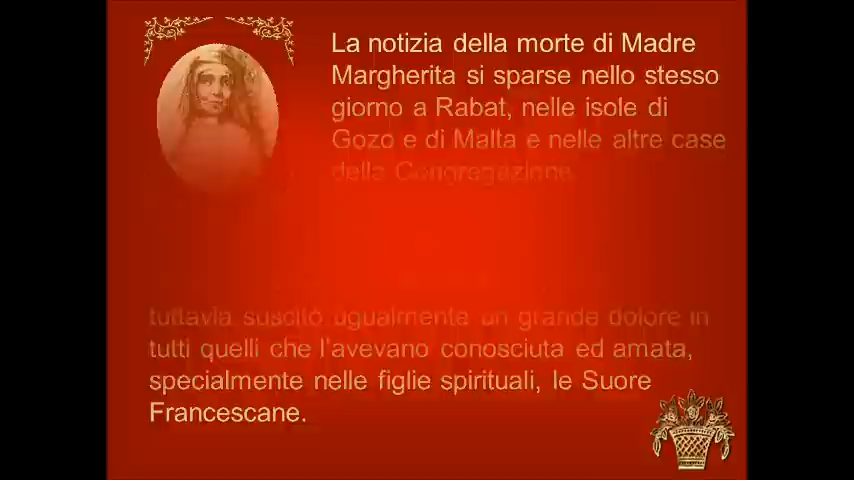 La notizia della morte di Madre
Margherita si sparse nello stesso
giorno a Rabat, nelle isole di
Gozo e di Malta e nelle altre case
della Congregazione.
tuttavia suscitò ugualmente un grande dolore in
tutti quelli che l'avevano conosciuta ed amata,
specialmente nelle figlie spirituali, le Suore
Francescane.